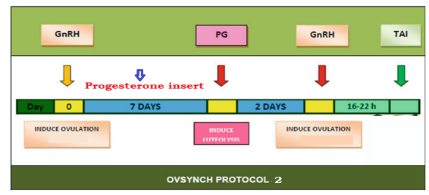 GnRH PG GnRH TAI
Progesterone insert
Day 0 7 DAYS 2 DAYS 16-22 h
INDUCE OVULATION INDUCE LUTEOLYSIS INDUCE OVULATION
OVSYNCH PROTOCOL 2